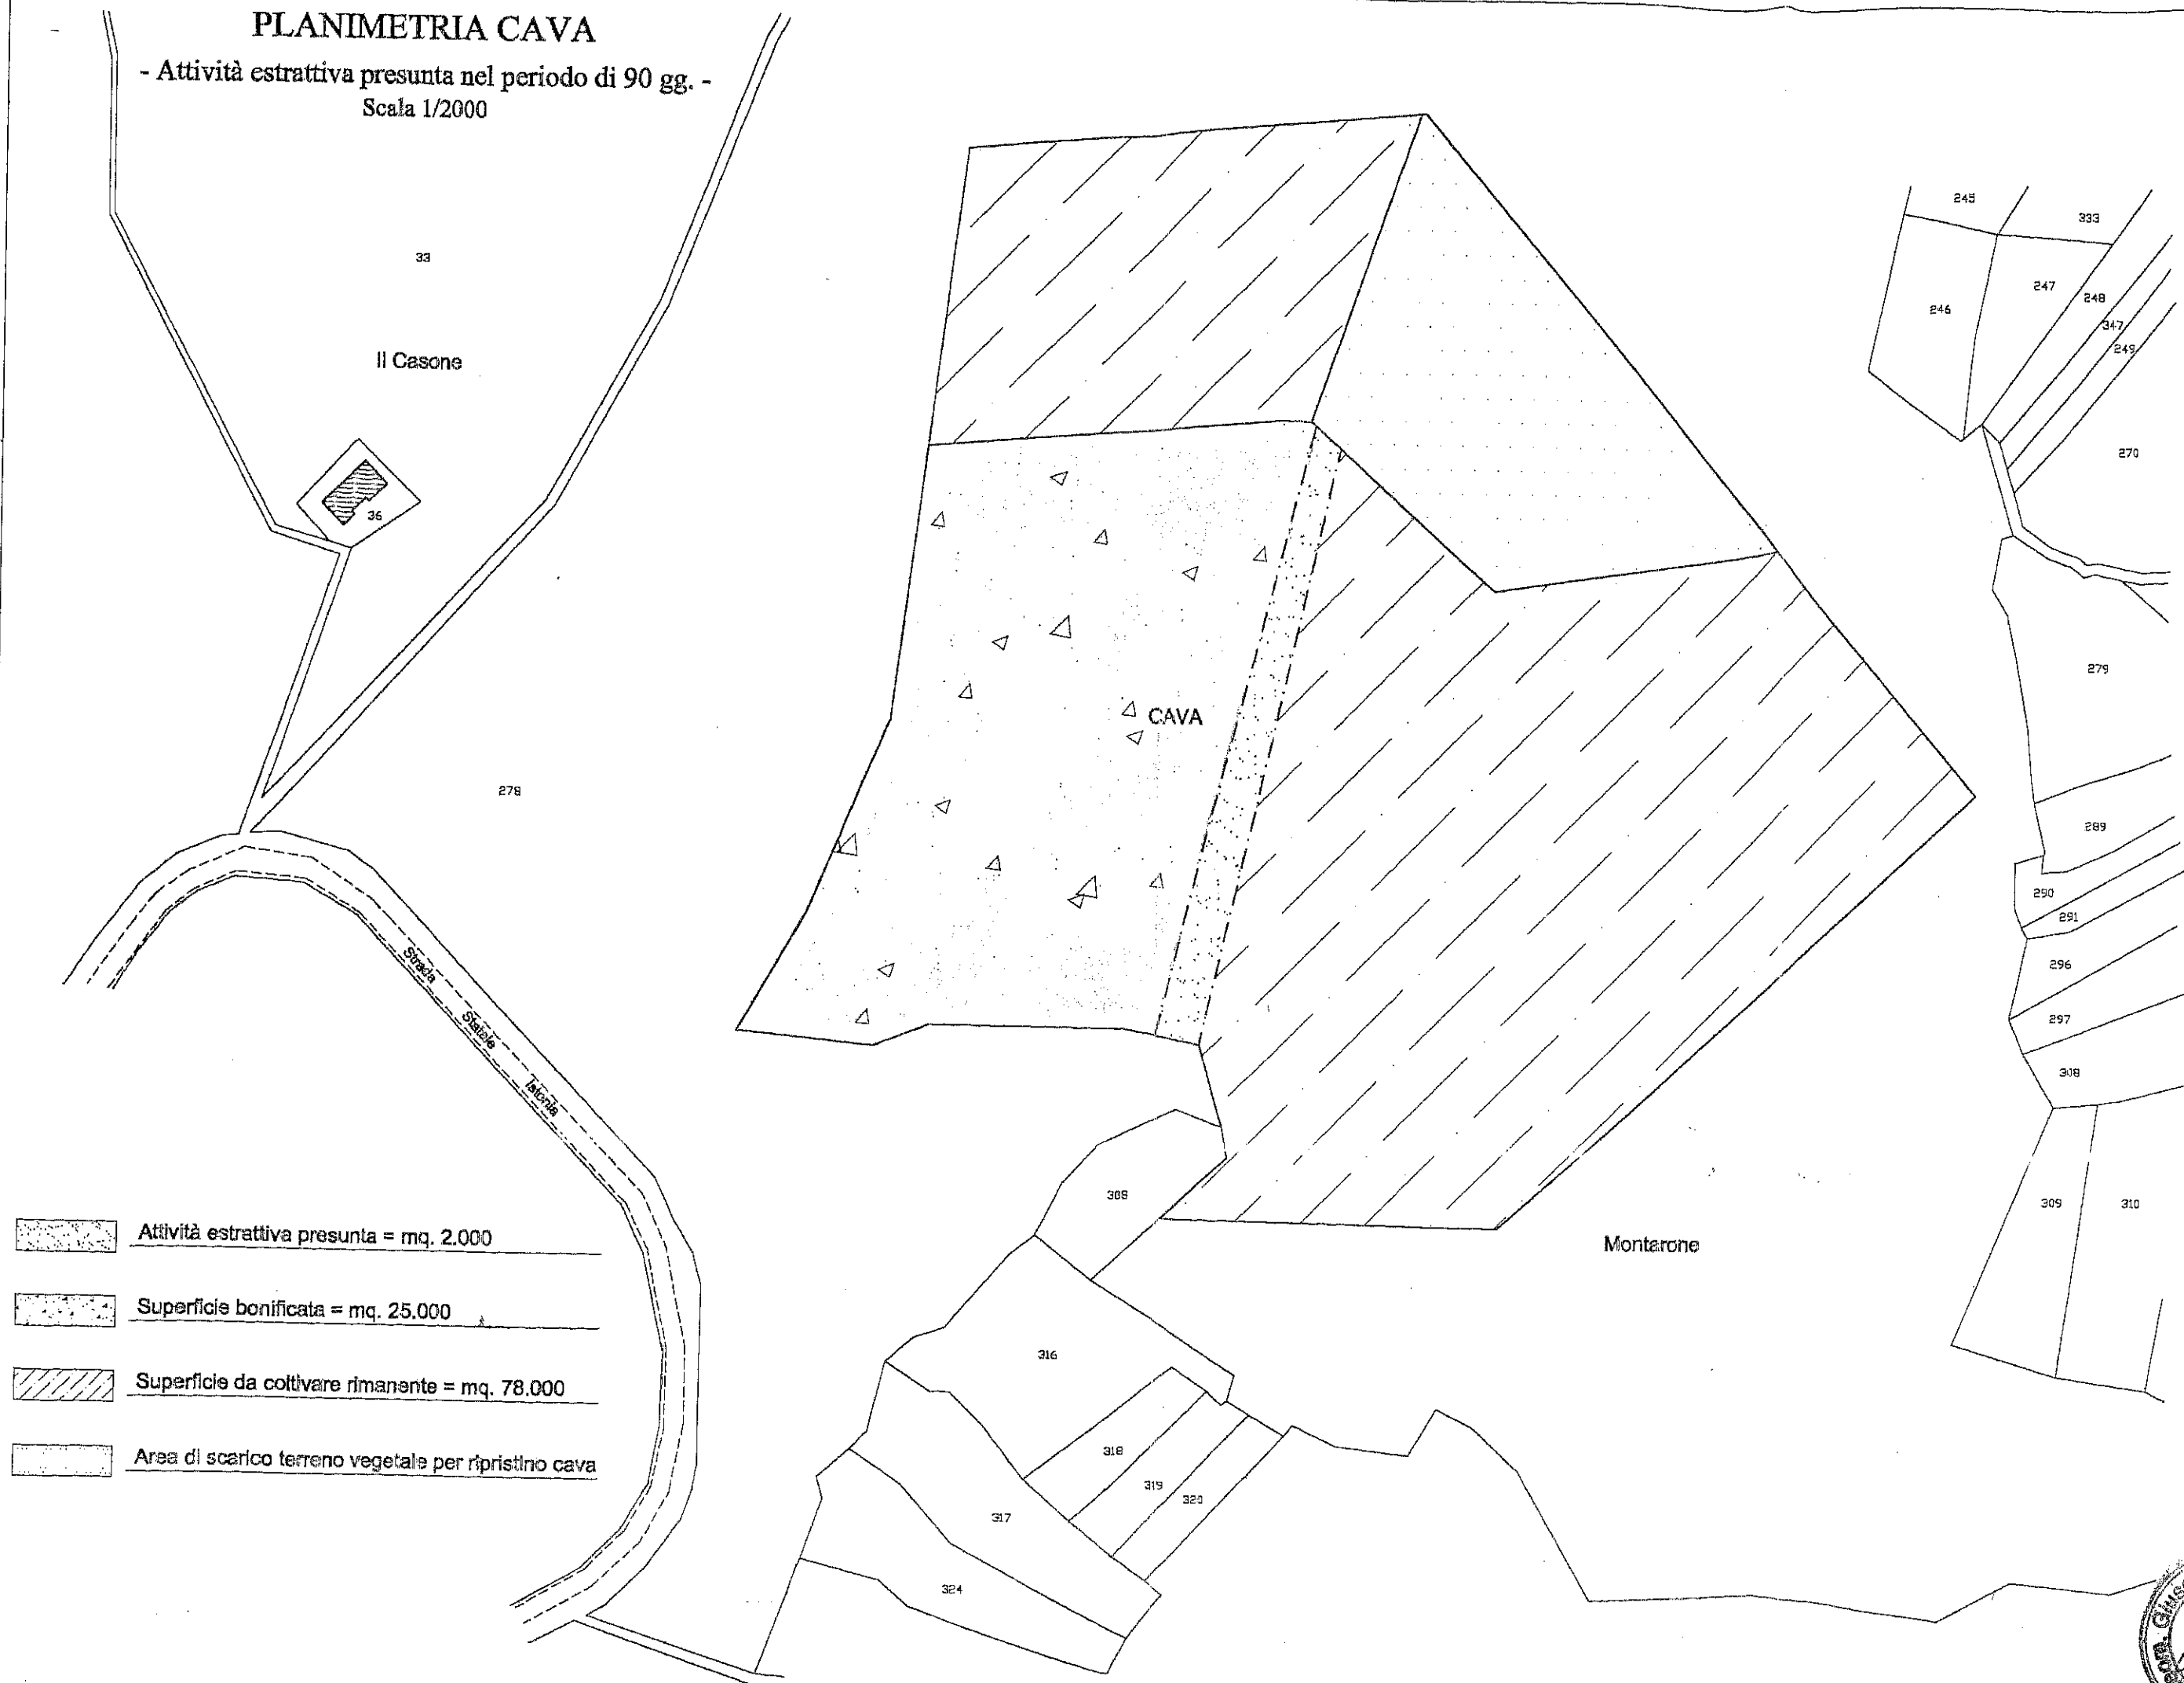 PLANIMETRIA CAVA
- Attività estrattiva presunta nel periodo di 90 gg. -
Scala 1/2000
33
Il Casone
36
278
CAVA
245
333
246
247
248
347
249
270
279
289
290
291
296
297
308
309
310
Strada
Statale
Istonia
308
Montarone
316
318
319
320
317
324
Attività estrattiva presunta = mq. 2.000
Superficie bonificata = mq. 25.000
Superficie da coltivare rimanente = mq. 78.000
Area di scarico terreno vegetale per ripristino cava